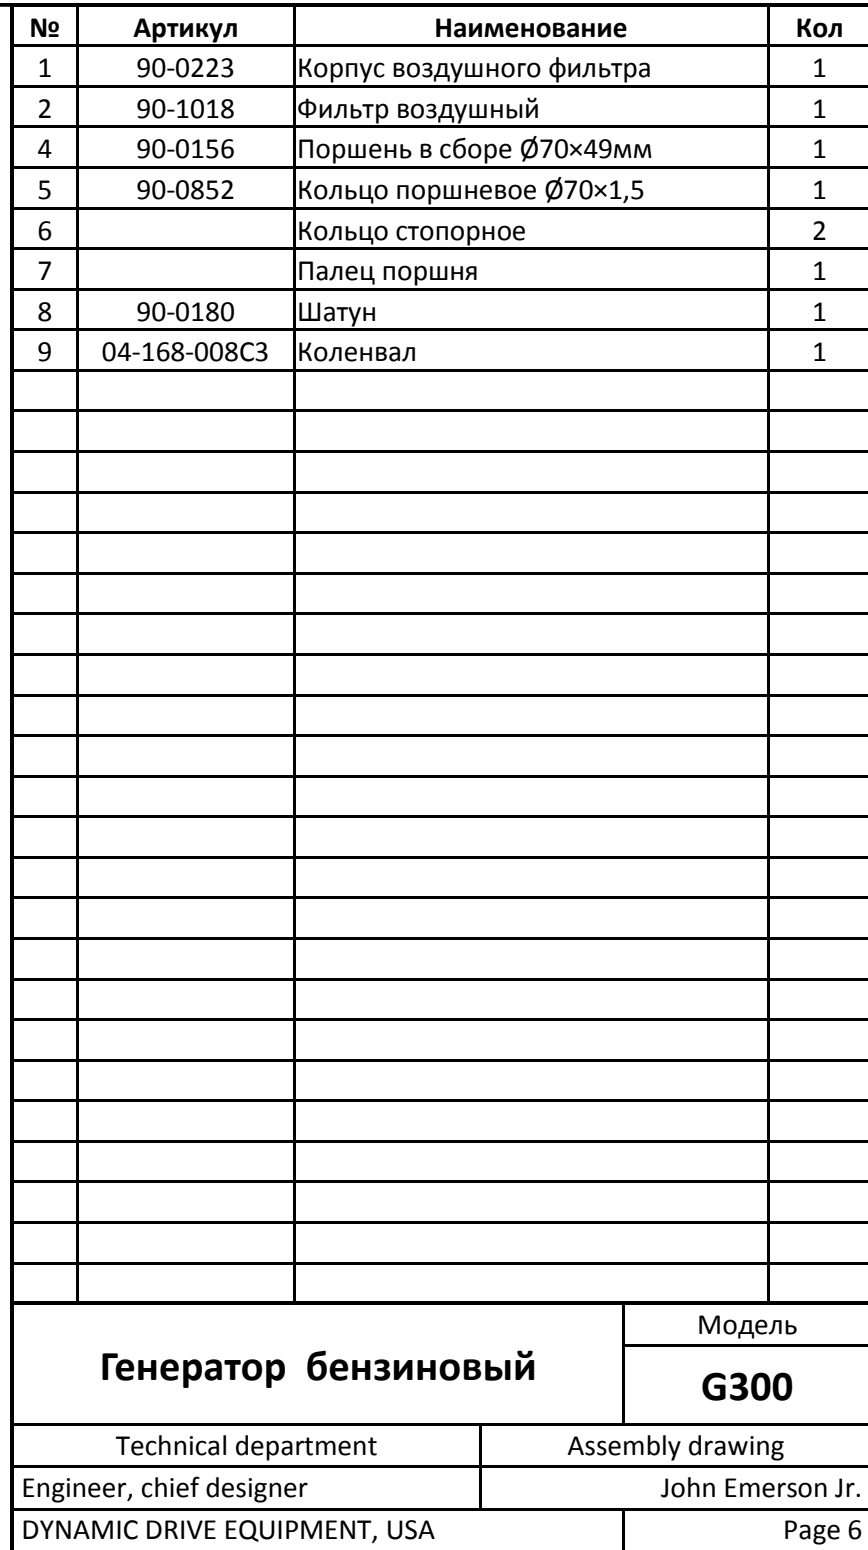 № Артикул Наименование Кол
1 90-0223 Корпус воздушного фильтра 1
2 90-1018 Фильтр воздушный 1
4 90-0156 Поршень в сборе Ø70×49мм 1
5 90-0852 Кольцо поршневое Ø70×1,5 1
6 Кольцо стопорное 2
7 Палец поршня 1
8 90-0180 Шатун 1
9 04-168-008C3 Коленвал 1
Модель
Генератор бензиновый
G300
Technical department Assembly drawing
Engineer, chief designer John Emerson Jr.
DYNAMIC DRIVE EQUIPMENT, USA Page 6